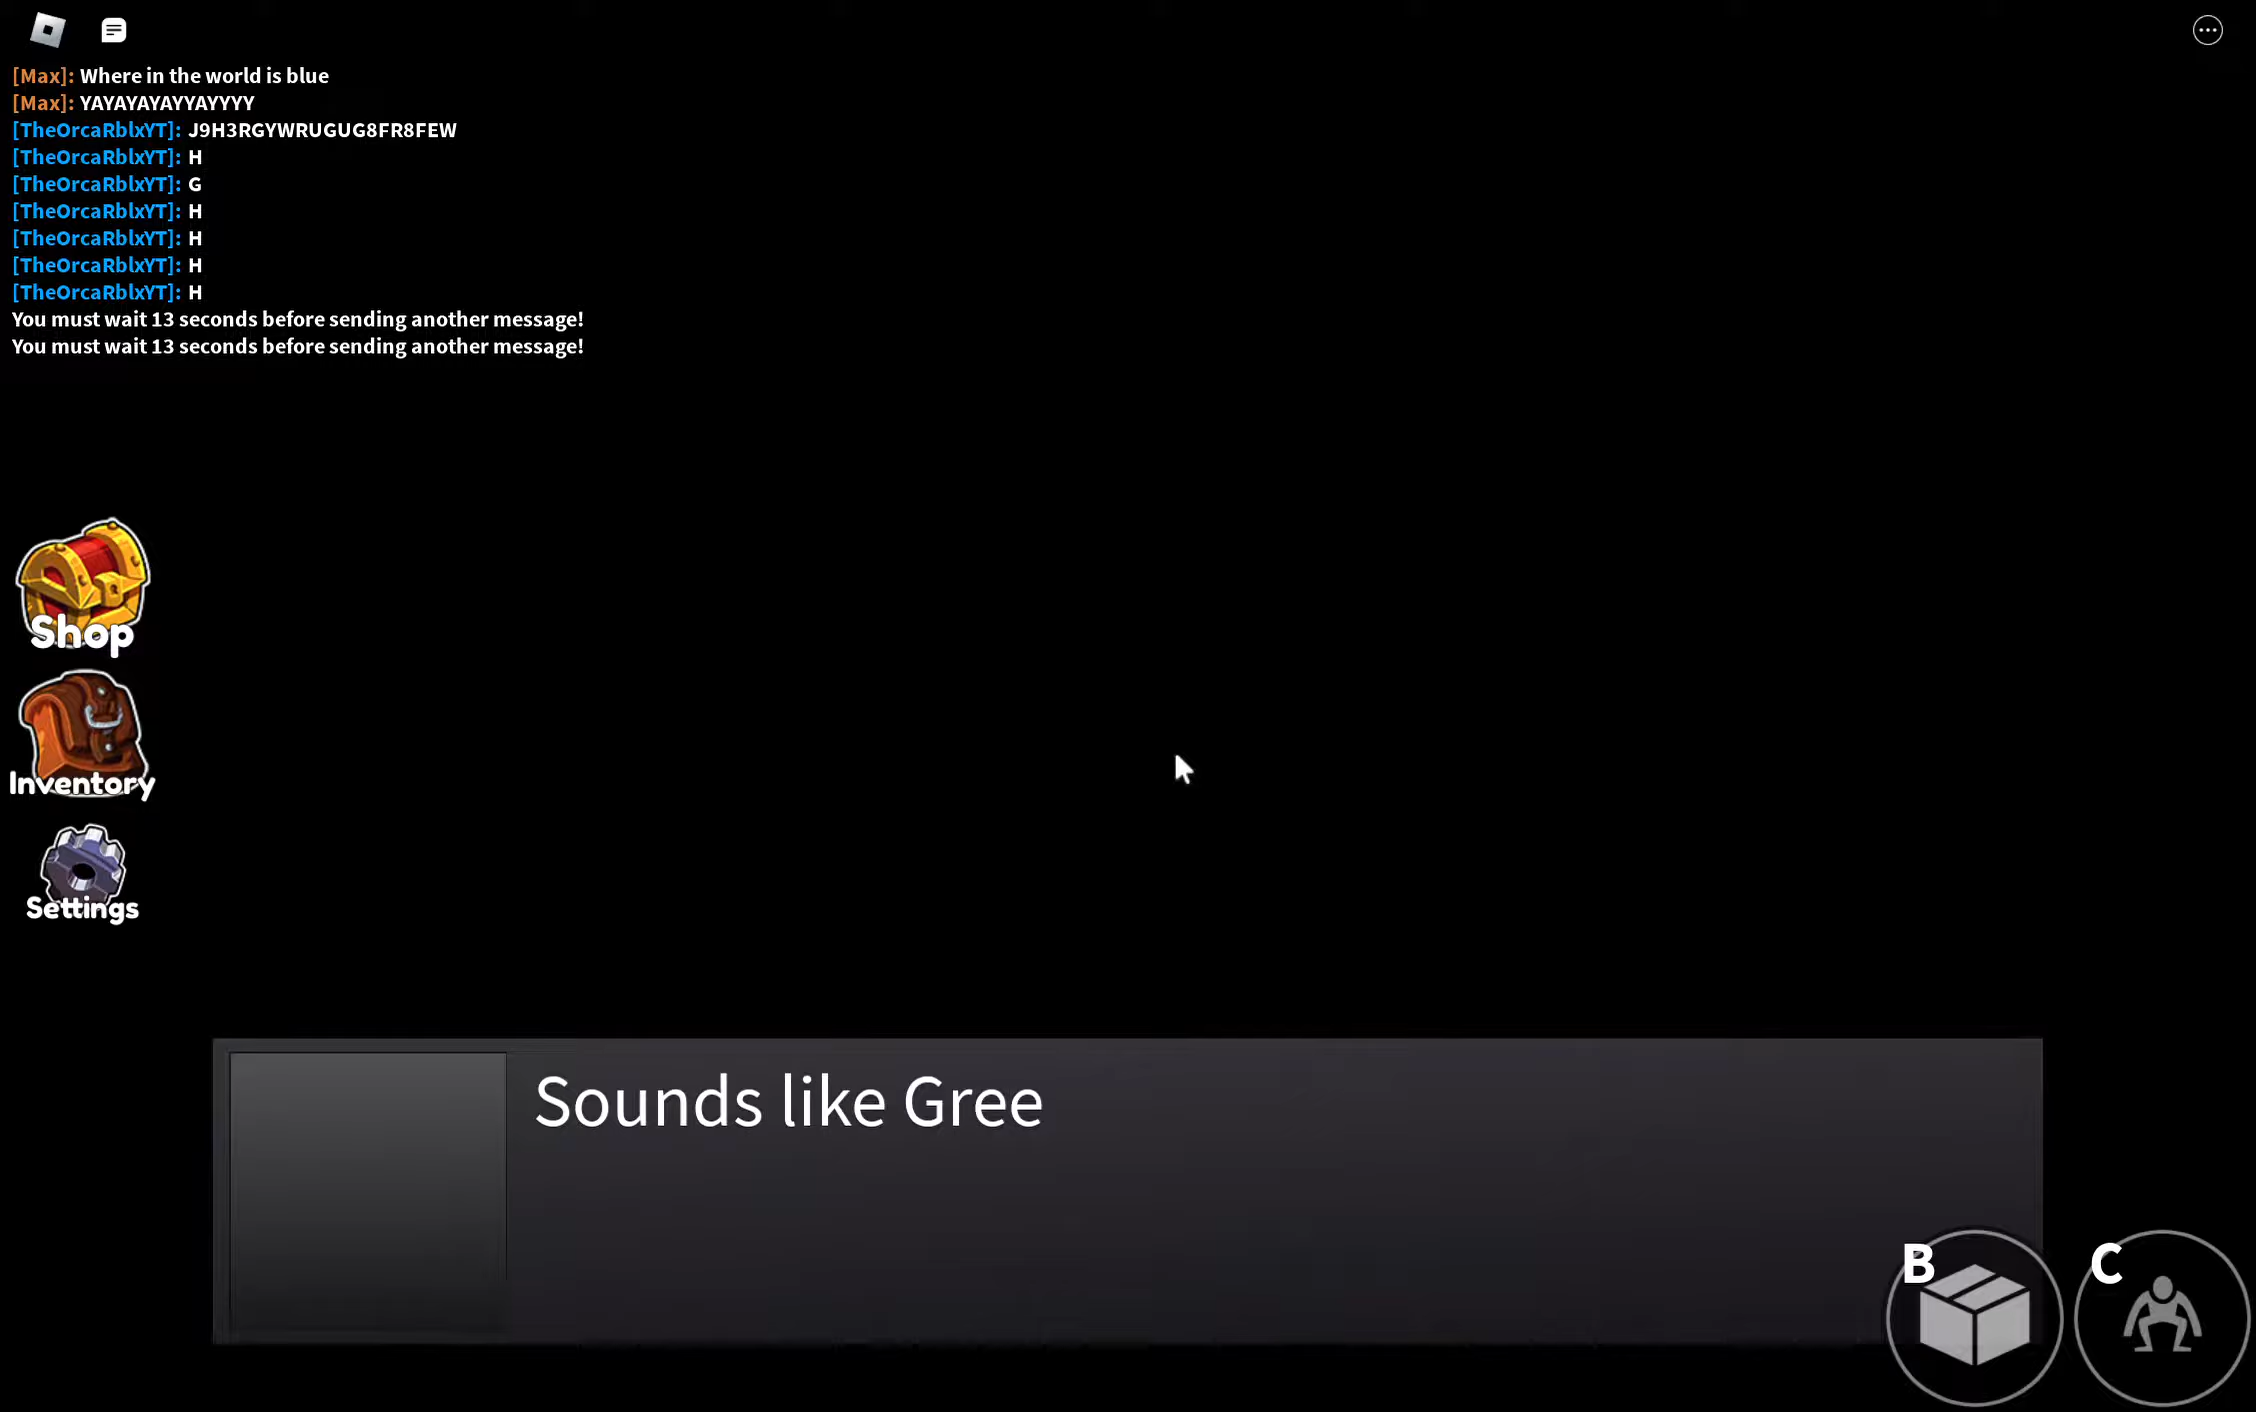 [Max]: Where in the world is blue
[Max]: YAYAYAYAYYAYYYY
[TheOrcaRblxYT]: J9H3RGYWRUGUG8FR8FEW
[TheOrcaRblxYT]: H
[TheOrcaRblxYT]: G
[TheOrcaRblxYT]: H
[TheOrcaRblxYT]: H
[TheOrcaRblxYT]: H
[TheOrcaRblxYT]: H
You must wait 13 seconds before sending another message!
You must wait 13 seconds before sending another message!
Shop
Inventory
Settings
Sounds like Gree
B
C